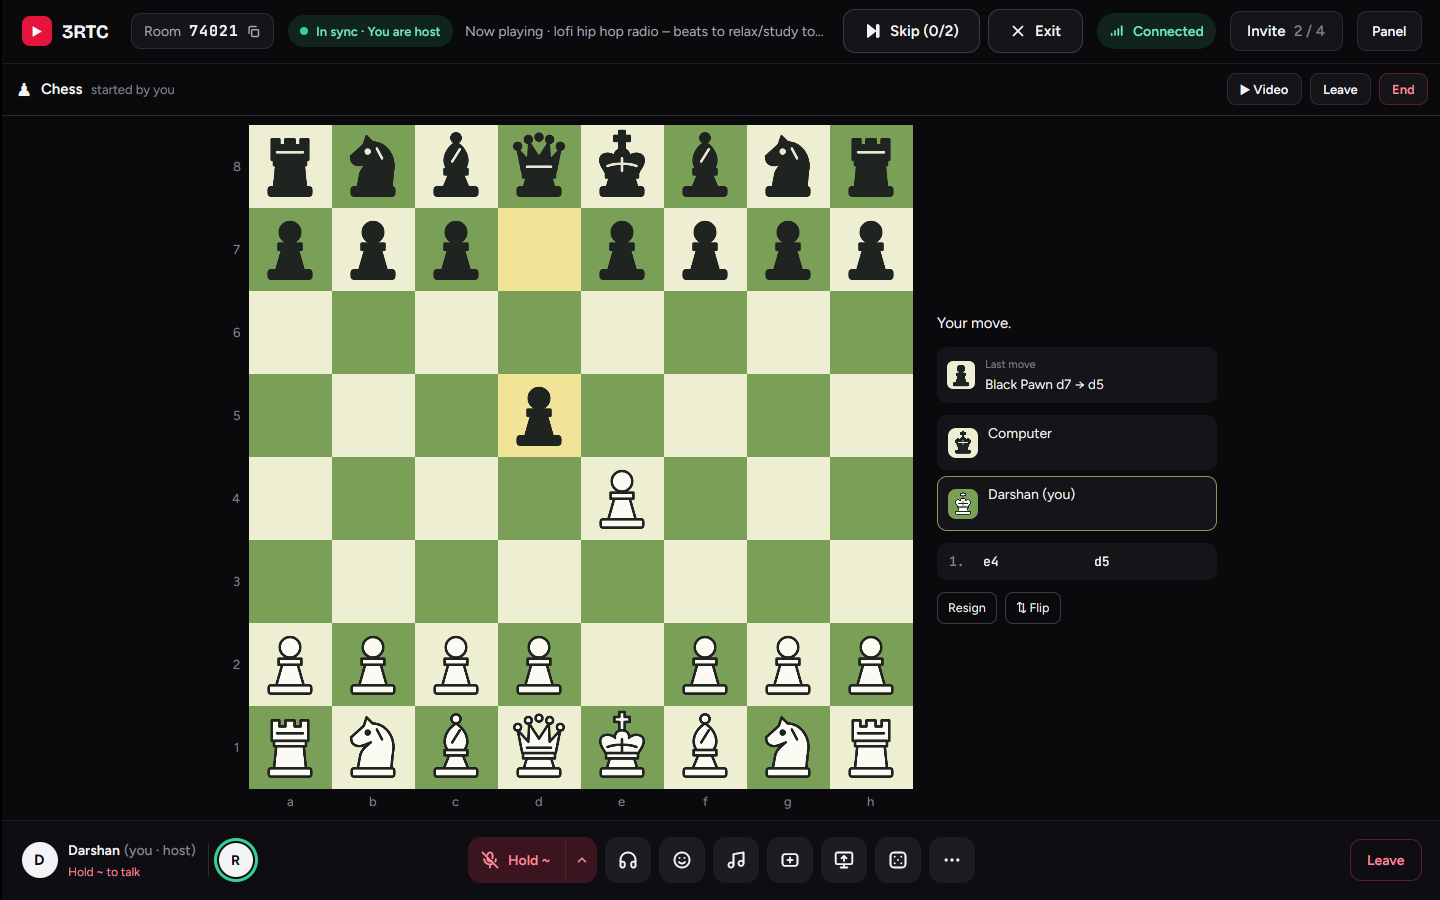 3RTC
Room 74021
In sync · You are host
Now playing · lofi hip hop radio – beats to relax/study to...
Skip (0/2)
Exit
Connected
Invite 2 / 4
Panel
Chess started by you
Video
Leave
End
8
7
6
5
4
3
2
1
a b c d e f g h
Your move.
Last move
Black Pawn d7 → d5
Computer
Darshan (you)
1. e4 d5
Resign
Flip
D
Darshan (you · host)
Hold ~ to talk
R
Hold ~
Leave